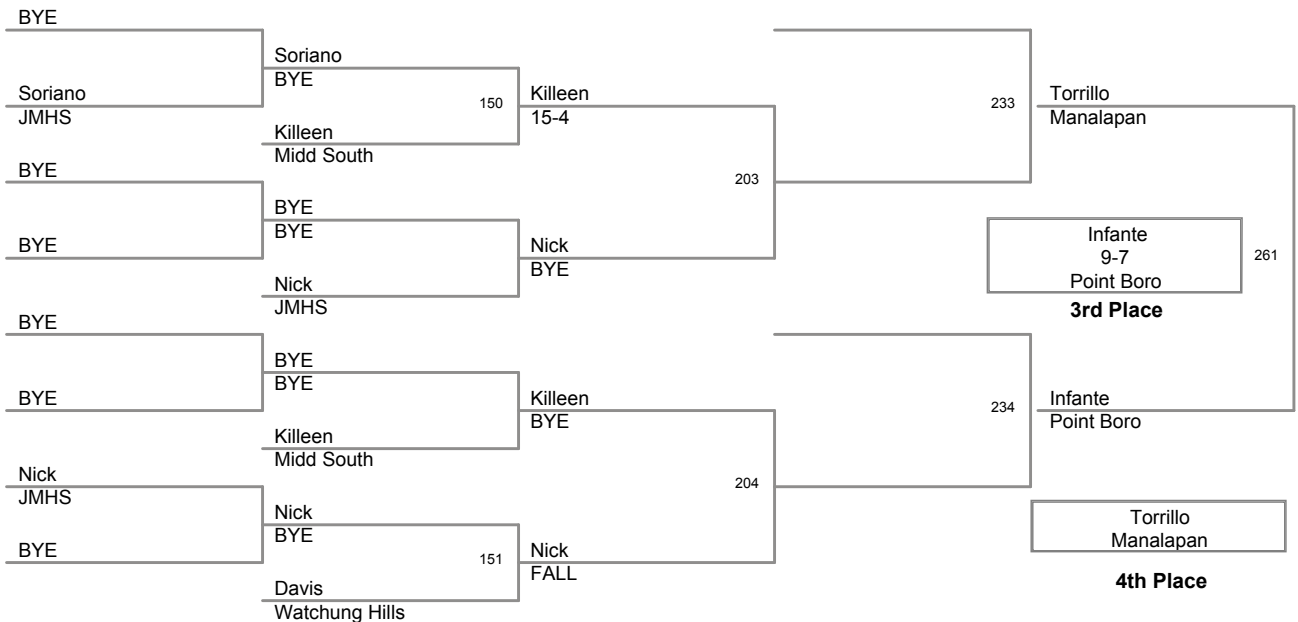 BYE
Soriano
JMHS
BYE
BYE
BYE
BYE
Nick
JMHS
BYE
Soriano
BYE
150
Killeen
Midd South
BYE
BYE
Nick
JMHS
BYE
BYE
Killeen
Midd South
Nick
BYE
151
Davis
Watchung Hills
Killeen
15-4
203
Nick
BYE
Killeen
BYE
204
Nick
FALL
233
234
Torrillo
Manalapan
Infante
9-7
Point Boro
261
3rd Place
Infante
Point Boro
Torrillo
Manalapan
4th Place